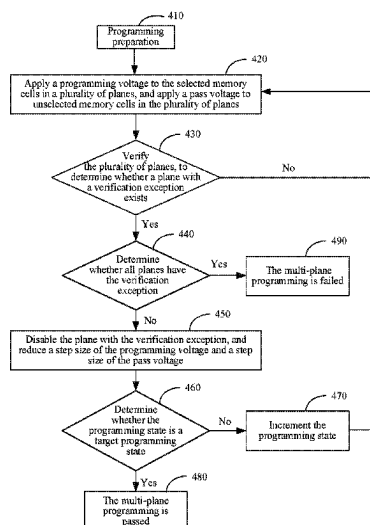 410
Programming
preparation
420
Apply a programming voltage to the selected memory
cells in a plurality of planes, and apply a pass voltage to
unselected memory cells in the plurality of planes
430
Verify
the plurality of planes, to
determine whether a plane with
a verification exception
exists
No
Yes
440
Determine
whether all planes have
the verification
exception
Yes
490
The multi-plane
programming is failed
No
450
Disable the plane with the verification exception, and
reduce a step size of the programming voltage and a step
size of the pass voltage
460
Determine
whether the
programming state is a
target programming
state
No
470
Increment the
programming state
Yes
480
The multi-plane
programming is
passed